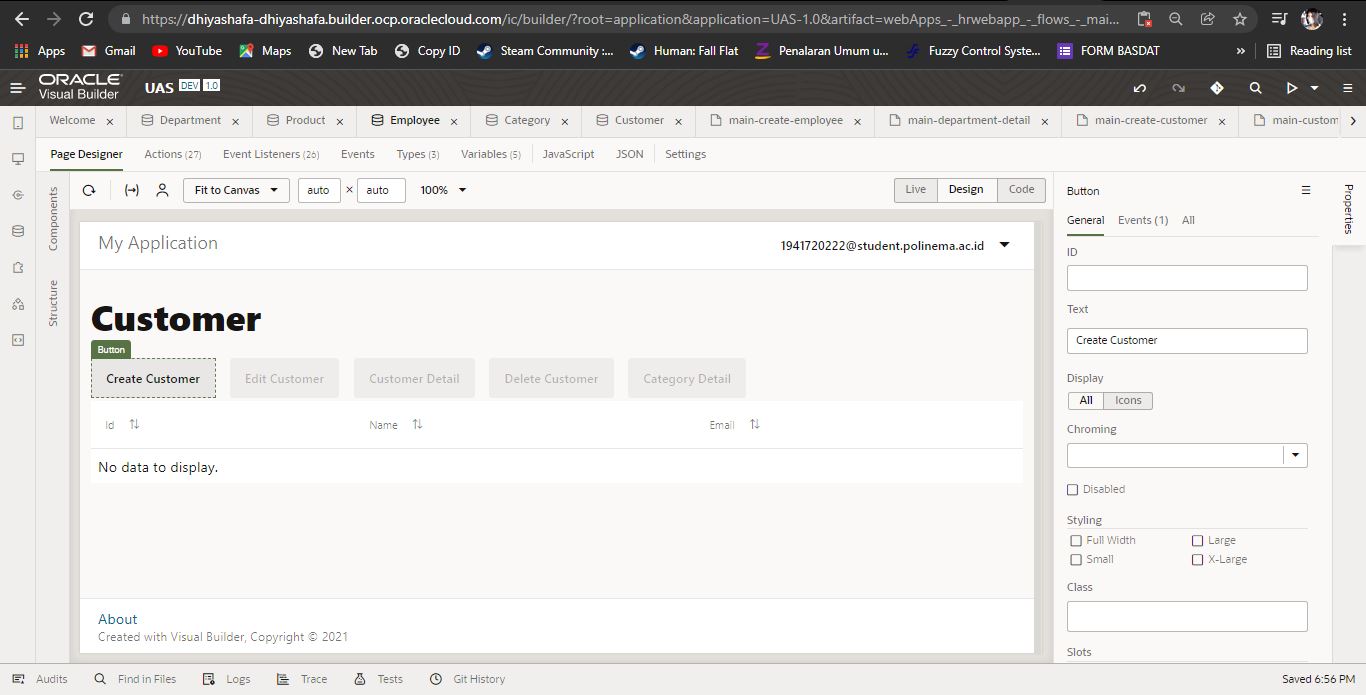 https://dhiyashafa-dhiyashafa.builder.ocp.oraclecloud.com/ic/builder/?root=application&application=UAS-1.0&artifact=webApps_-_hrwebapp_-_flows_-_mai...
Apps Gmail YouTube Maps New Tab Copy ID Steam Community :... Human: Fall Flat Penalaran Umum u... Fuzzy Control Syste... FORM BASDAT » Reading list
ORACLE
Visual Builder
UAS DEV 1.0
Welcome × Department × Product × Employee × Category × Customer × main-create-employee × main-department-detail × main-create-customer × main-custom
Page Designer Actions (27) Event Listeners (26) Events Types (3) Variables (5) JavaScript JSON Settings
Components
Structure
Fit to Canvas auto × auto 100% Live Design Code
My Application 1941720222@student.polinema.ac.id
Customer
Button
Create Customer Edit Customer Customer Detail Delete Customer Category Detail
Id Name Email
No data to display.
About
Created with Visual Builder, Copyright © 2021
Button
Properties
General Events (1) All
ID
Text
Create Customer
Display
All Icons
Chroming
Disabled
Styling
Full Width Large
Small X-Large
Class
Slots
Audits Find in Files Logs Trace Tests Git History Saved 6:56 PM